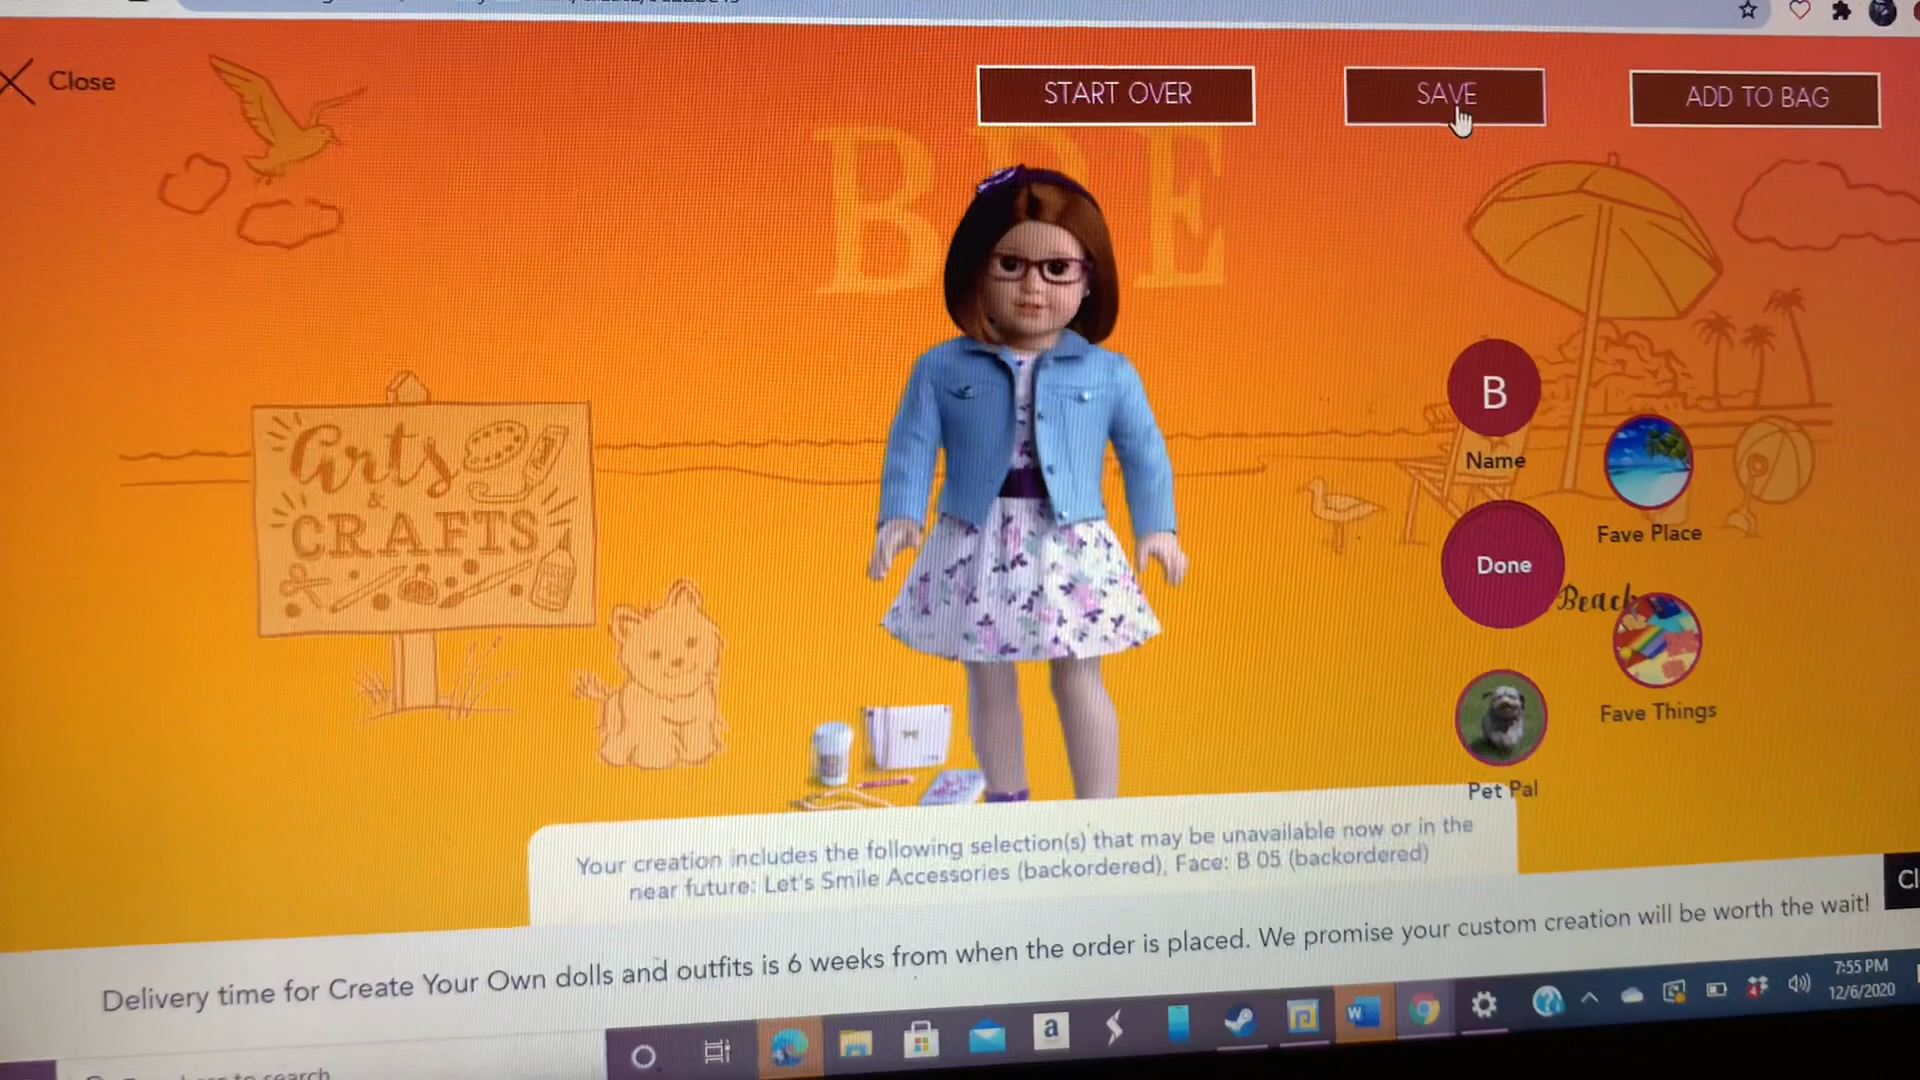 Close
START OVER
SAVE
ADD TO BAG
B E
Arts
&
CRAFTS
B
Name
Fave Place
Done
Beach
Fave Things
Pet Pal
Your creation includes the following selection(s) that may be unavailable now or in the
near future: Let's Smile Accessories (backordered), Face: B 05 (backordered)
Cl
Delivery time for Create Your Own dolls and outfits is 6 weeks from when the order is placed. We promise your custom creation will be worth the wait!
7:55 PM
12/6/2020
to search